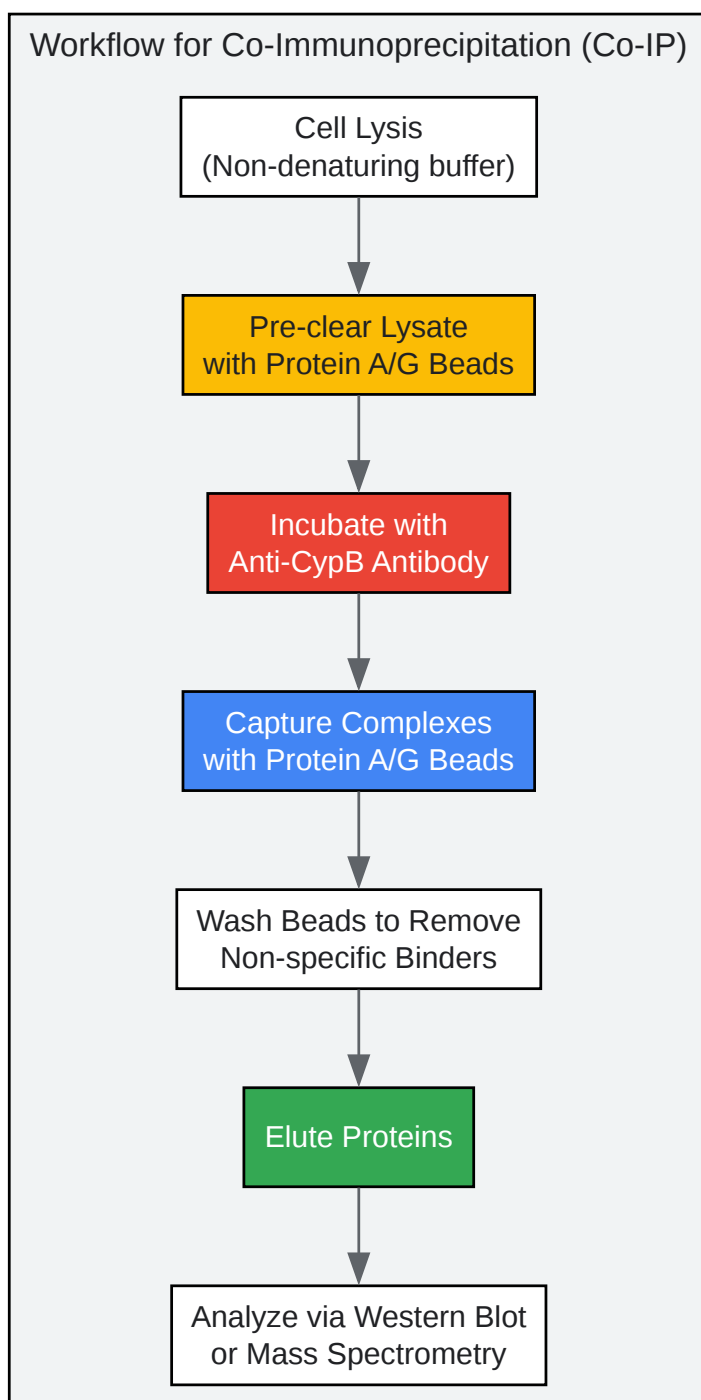 Workflow for Co-Immunoprecipitation (Co-IP)
Cell Lysis
(Non-denaturing buffer)
Pre-clear Lysate
with Protein A/G Beads
Incubate with
Anti-CypB Antibody
Capture Complexes
with Protein A/G Beads
Wash Beads to Remove
Non-specific Binders
Elute Proteins
Analyze via Western Blot
or Mass Spectrometry